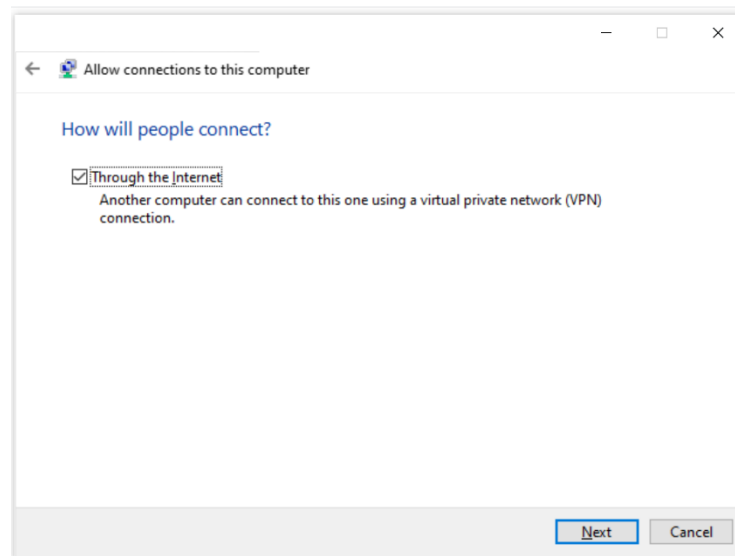 Allow connections to this computer
How will people connect?
Through the Internet
Another computer can connect to this one using a virtual private network (VPN)
connection.
Next
Cancel